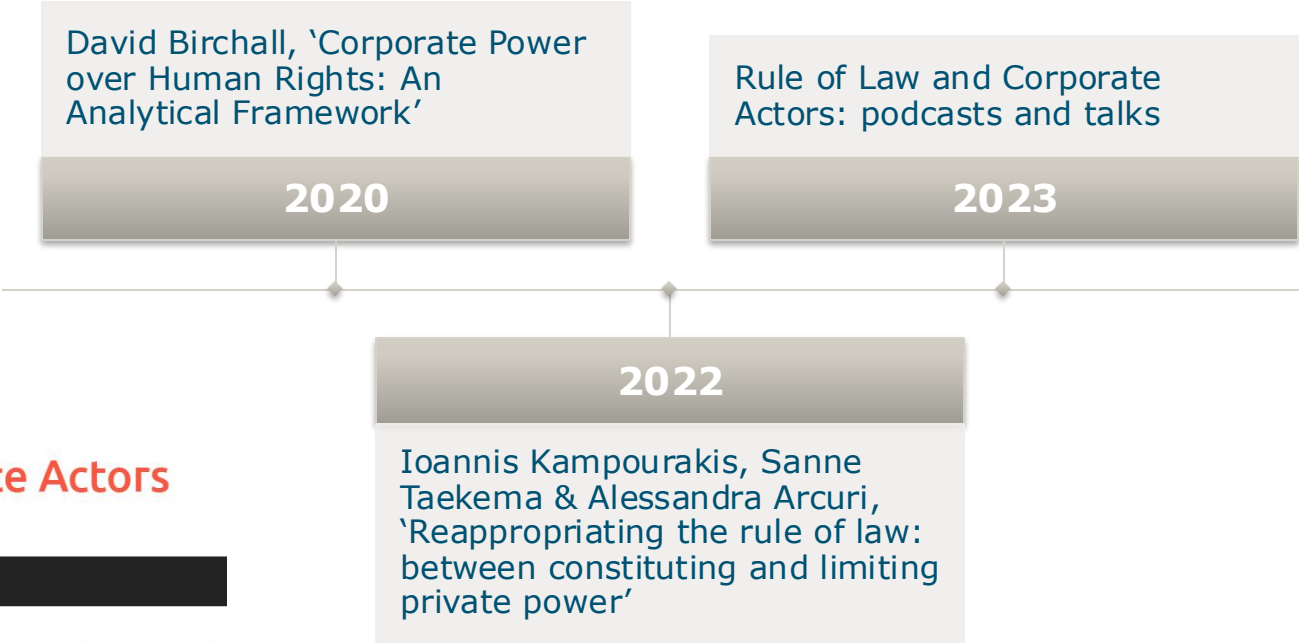 David Birchall, ‘Corporate Power
over Human Rights: An
Analytical Framework’
2020
Rule of Law and Corporate
Actors: podcasts and talks
2023
2022
Ioannis Kampourakis, Sanne
Taekema & Alessandra Arcuri,
‘Reappropriating the rule of law:
between constituting and limiting
private power’
Actors